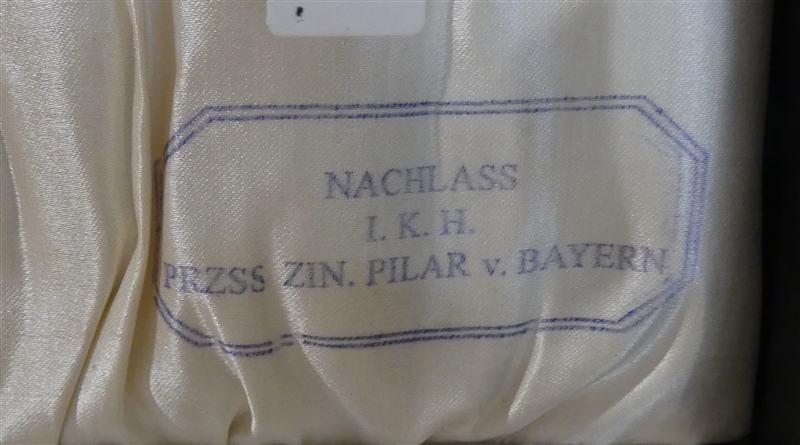 NACHLASS
I. K. H.
PRZSS ZIN. PILAR v. BAYERN